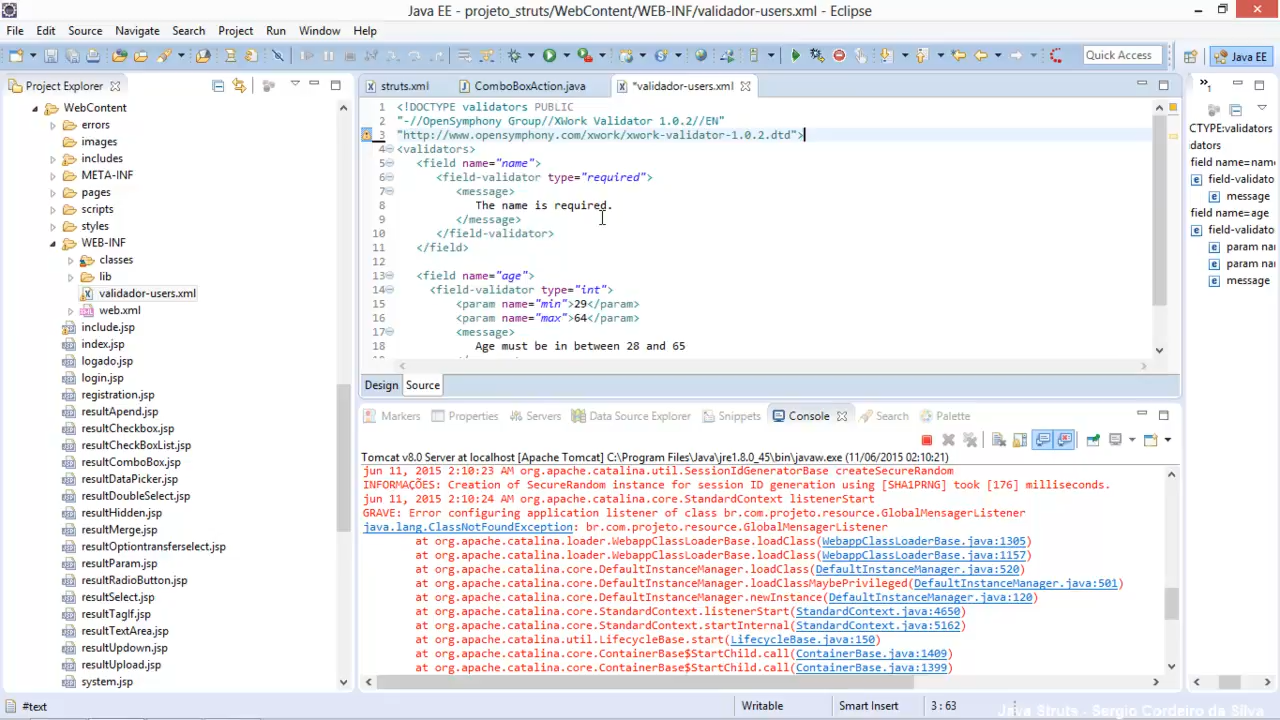 Java EE - projeto_struts/WebContent/WEB-INF/validador-users.xml - Eclipse
File Edit Source Navigate Search Project Run Window Help
Quick Access
Java EE
Project Explorer
WebContent
errors
images
includes
META-INF
pages
scripts
styles
WEB-INF
classes
lib
validador-users.xml
web.xml
include.jsp
index.jsp
logado.jsp
login.jsp
registration.jsp
resultApend.jsp
resultCheckbox.jsp
resultCheckBoxList.jsp
resultComboBox.jsp
resultDataPicker.jsp
resultDoubleSelect.jsp
resultHidden.jsp
resultMerge.jsp
resultOptiontransferselect.jsp
resultParam.jsp
resultRadioButton.jsp
resultSelect.jsp
resultTagIf.jsp
resultTextArea.jsp
resultUpdown.jsp
resultUpload.jsp
system.jsp
struts.xml
ComboBoxAction.java
*validador-users.xml
1 <!DOCTYPE validators PUBLIC
2 "-//OpenSymphony Group//XWork Validator 1.0.2//EN"
3 "http://www.opensymphony.com/xwork/xwork-validator-1.0.2.dtd">
4 <validators>
5 <field name="name">
6 <field-validator type="required">
7 <message>
8 The name is required.
9 </message>
10 </field-validator>
11 </field>
12
13 <field name="age">
14 <field-validator type="int">
15 <param name="min">29</param>
16 <param name="max">64</param>
17 <message>
18 Age must be in between 28 and 65
Design Source
CTYPE:validators
dators
field name=name
field-validato
message
field name=age
field-validato
param nar
param nar
message
Markers Properties Servers Data Source Explorer Snippets Console Search Palette
Tomcat v8.0 Server at localhost [Apache Tomcat] C:\Program Files\Java\jre1.8.0_45\bin\javaw.exe (11/06/2015 02:10:21)
jun 11, 2015 2:10:23 AM org.apache.catalina.util.SessionIdGeneratorBase createSecureRandom
INFORMAÇÕES: Creation of SecureRandom instance for session ID generation using [SHA1PRNG] took [176] milliseconds.
jun 11, 2015 2:10:24 AM org.apache.catalina.core.StandardContext listenerStart
GRAVE: Error configuring application listener of class br.com.projeto.resource.GlobalMensagerListener
java.lang.ClassNotFoundException: br.com.projeto.resource.GlobalMensagerListener
at org.apache.catalina.loader.WebappClassLoaderBase.loadClass(WebappClassLoaderBase.java:1305)
at org.apache.catalina.loader.WebappClassLoaderBase.loadClass(WebappClassLoaderBase.java:1157)
at org.apache.catalina.core.DefaultInstanceManager.loadClass(DefaultInstanceManager.java:520)
at org.apache.catalina.core.DefaultInstanceManager.loadClassMaybePrivileged(DefaultInstanceManager.java:501)
at org.apache.catalina.core.DefaultInstanceManager.newInstance(DefaultInstanceManager.java:120)
at org.apache.catalina.core.StandardContext.listenerStart(StandardContext.java:4650)
at org.apache.catalina.core.StandardContext.startInternal(StandardContext.java:5162)
at org.apache.catalina.util.LifecycleBase.start(LifecycleBase.java:150)
at org.apache.catalina.core.ContainerBase$StartChild.call(ContainerBase.java:1409)
at org.apache.catalina.core.ContainerBase$StartChild.call(ContainerBase.java:1399)
#text
Writable
Smart Insert
3 : 63
Java Struts - Sergio Cordeiro da Silva